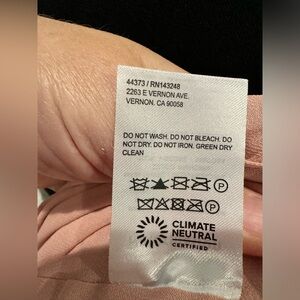 44373 / RN143248
2263 E VERNON AVE.
VERNON, CA 90058
DO NOT WASH. DO NOT BLEACH. DO
NOT DRY. DO NOT IRON. GREEN DRY
CLEAN
P
P
CLIMATE
NEUTRAL
CERTIFIED